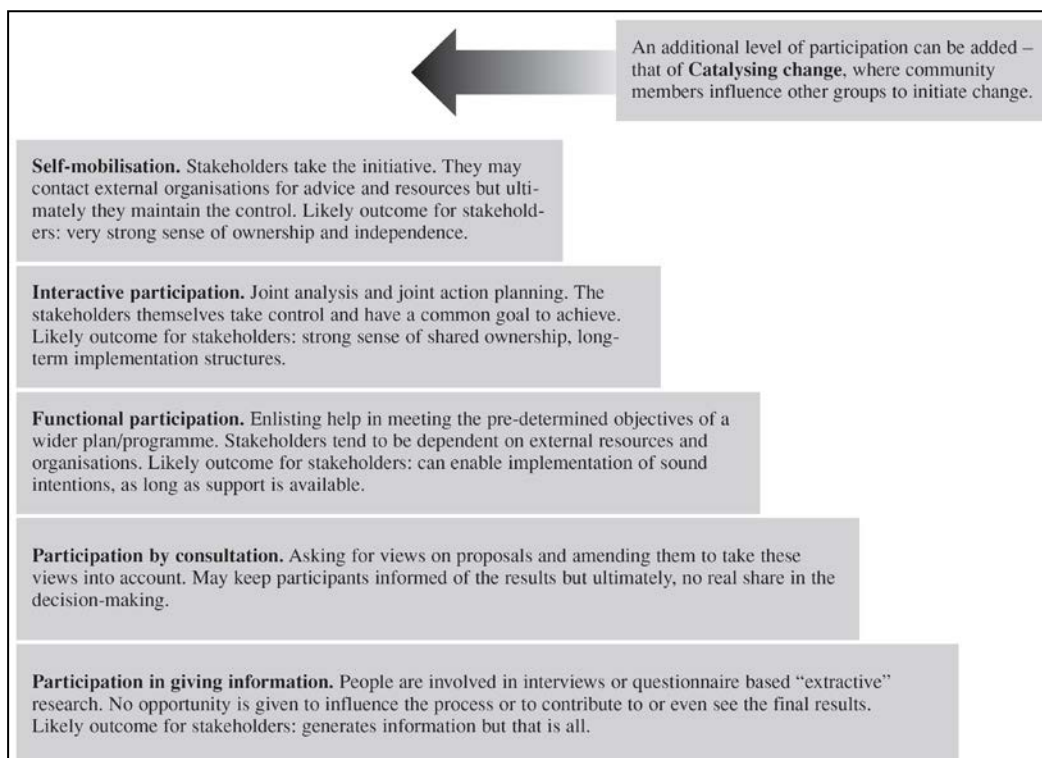 An additional level of participation can be added –
that of Catalysing change, where community
members influence other groups to initiate change.
Self-mobilisation. Stakeholders take the initiative. They may
contact external organisations for advice and resources but ulti-
mately they maintain the control. Likely outcome for stakehold-
ers: very strong sense of ownership and independence.
Interactive participation. Joint analysis and joint action planning. The
stakeholders themselves take control and have a common goal to achieve.
Likely outcome for stakeholders: strong sense of shared ownership, long-
term implementation structures.
Functional participation. Enlisting help in meeting the pre-determined objectives of a
wider plan/programme. Stakeholders tend to be dependent on external resources and
organisations. Likely outcome for stakeholders: can enable implementation of sound
intentions, as long as support is available.
Participation by consultation. Asking for views on proposals and amending them to take these
views into account. May keep participants informed of the results but ultimately, no real share in the
decision-making.
Participation in giving information. People are involved in interviews or questionnaire based “extractive”
research. No opportunity is given to influence the process or to contribute to or even see the final results.
Likely outcome for stakeholders: generates information but that is all.